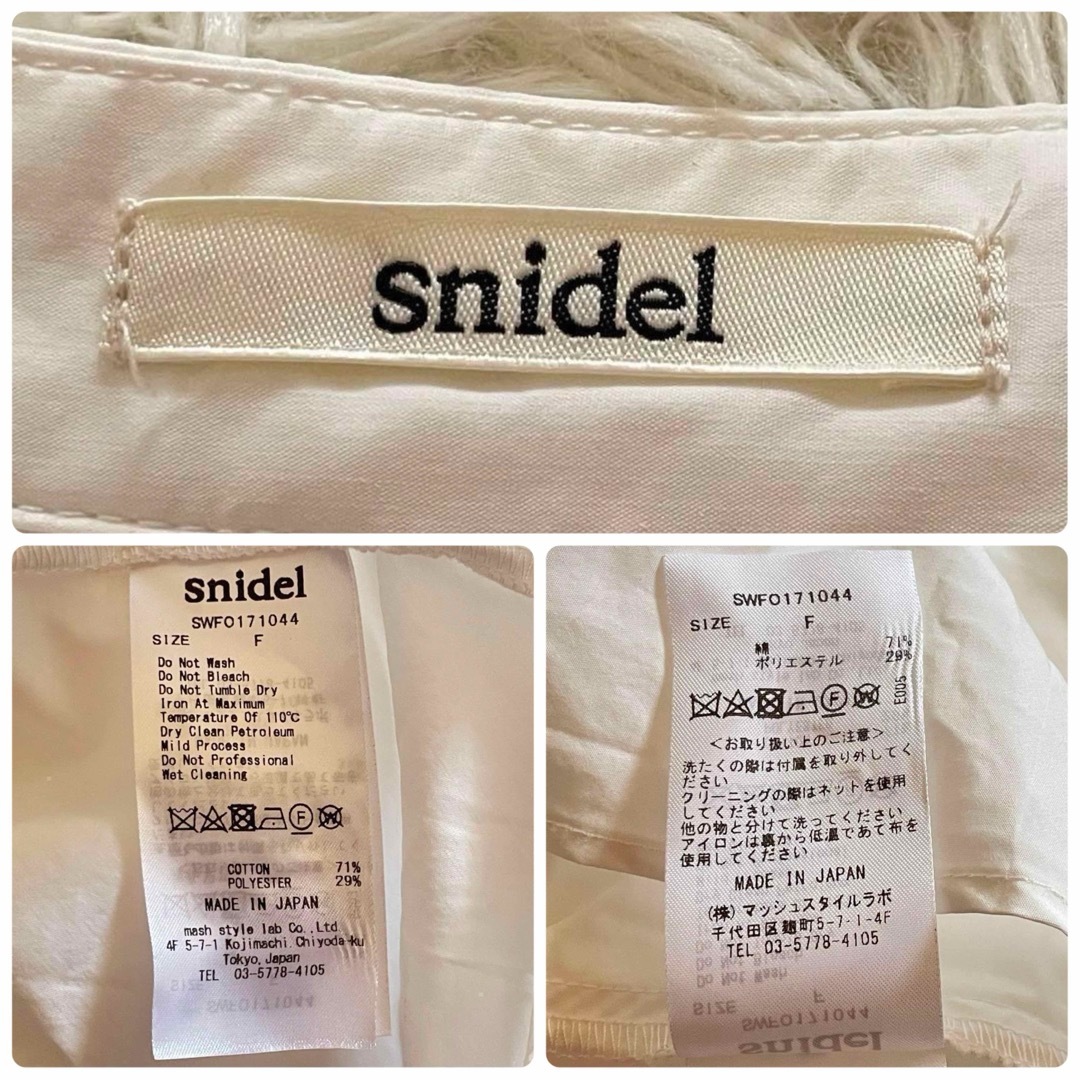 snidel
snidel
SWFO171044
SIZE F
Do Not Wash
Do Not Bleach
Do Not Tumble Dry
Iron At Maximum
Temperature Of 110℃
Dry Clean Petroleum
Mild Process
Do Not Professional
Wet Cleaning
F W
COTTON 71%
POLYESTER 29%
MADE IN JAPAN
mash style lab Co.,Ltd.
4F 5-7-1 Kojimachi.Chiyoda-ku
Tokyo.Japan
TEL 03-5778-4105
SWFO171044
SIZE F
綿 71%
ポリエステル 29%
F W
E005
<お取り扱い上のご注意>
洗たくの際は付属を取り外してく
ださい
クリーニングの際はネットを使用
してください
他の物と分けて洗ってください
アイロンは裏から低温であて布を
使用してください
MADE IN JAPAN
(株)マッシュスタイルラボ
千代田区麹町5-7-1-4F
TEL 03-5778-4105
Do Not Bleach
Do Not Wash
SIZE F
SWFO171044
snidel